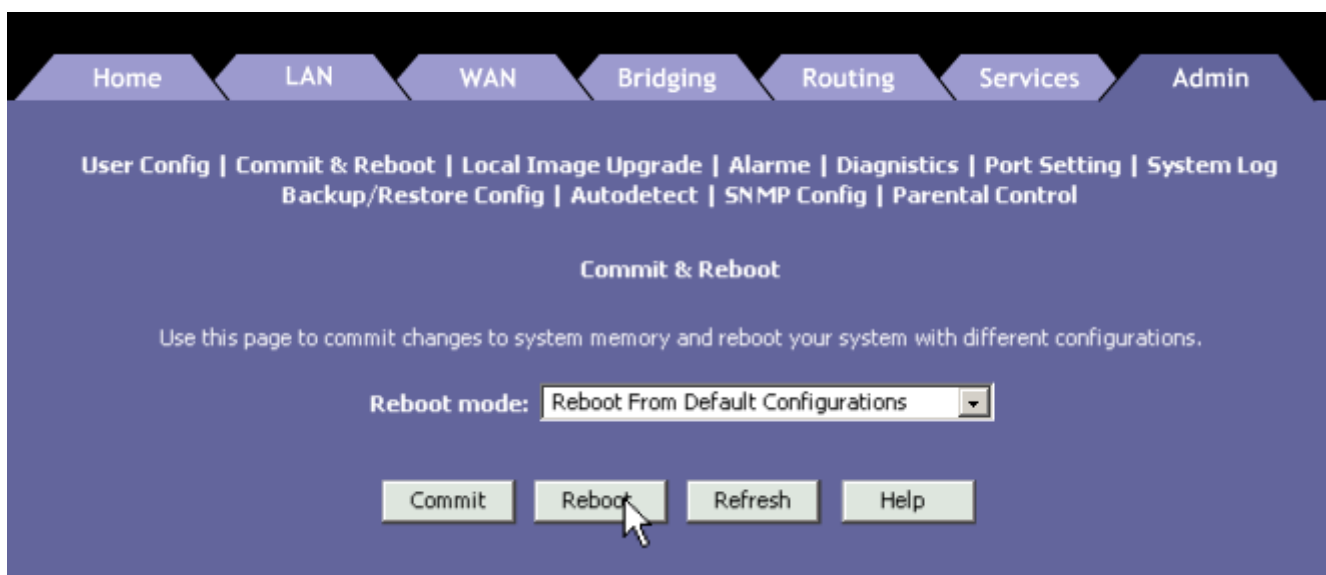 Home LAN WAN Bridging Routing Services Admin
User Config | Commit & Reboot | Local Image Upgrade | Alarme | Diagnistics | Port Setting | System Log
Backup/Restore Config | Autodetect | SNMP Config | Parental Control
Commit & Reboot
Use this page to commit changes to system memory and reboot your system with different configurations.
Reboot mode: Reboot From Default Configurations
Commit Reboot Refresh Help